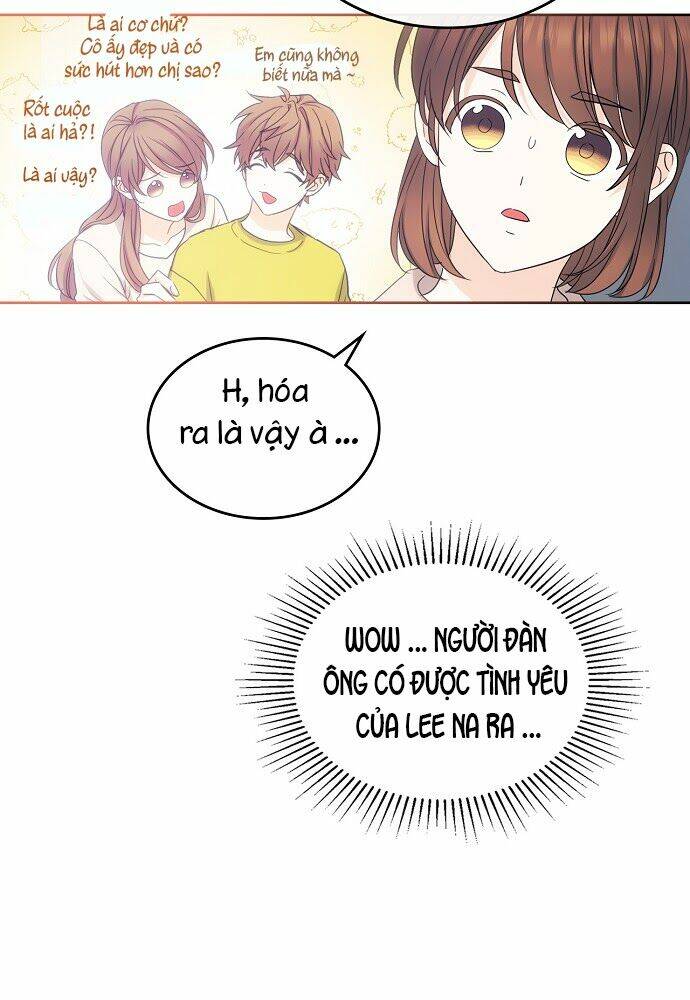 Là ai cơ chứ?
Cô ấy đẹp và có
sức hút hơn chị sao?
Em cũng không
biết nữa mà ~
Rốt cuộc
là ai hả?!
Là ai vậy?
H, hóa
ra là vậy à ...
WOW ... NGƯỜI ĐÀN
ÔNG CÓ ĐƯỢC TÌNH YÊU
CỦA LEE NA RA ...